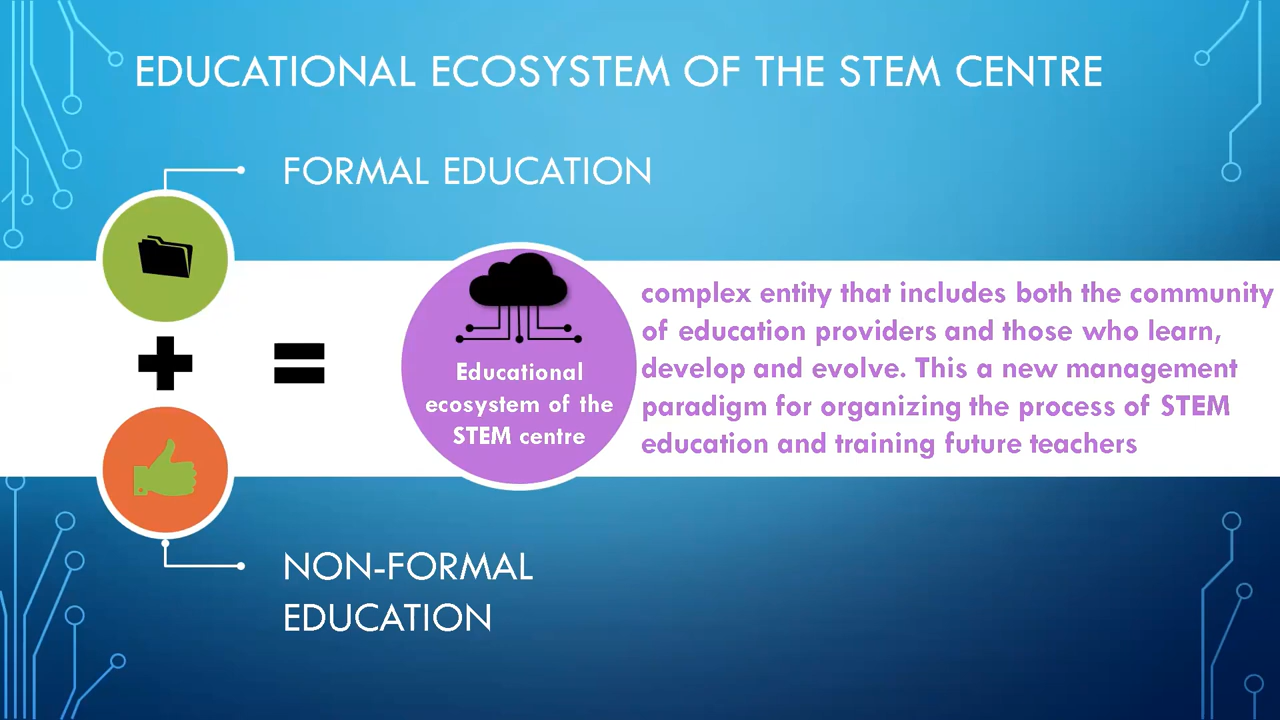 EDUCATIONAL ECOSYSTEM OF THE STEM CENTRE
FORMAL EDUCATION
Educational
ecosystem of the
STEM centre
complex entity that includes both the community
of education providers and those who learn,
develop and evolve. This a new management
paradigm for organizing the process of STEM
education and training future teachers
NON-FORMAL
EDUCATION